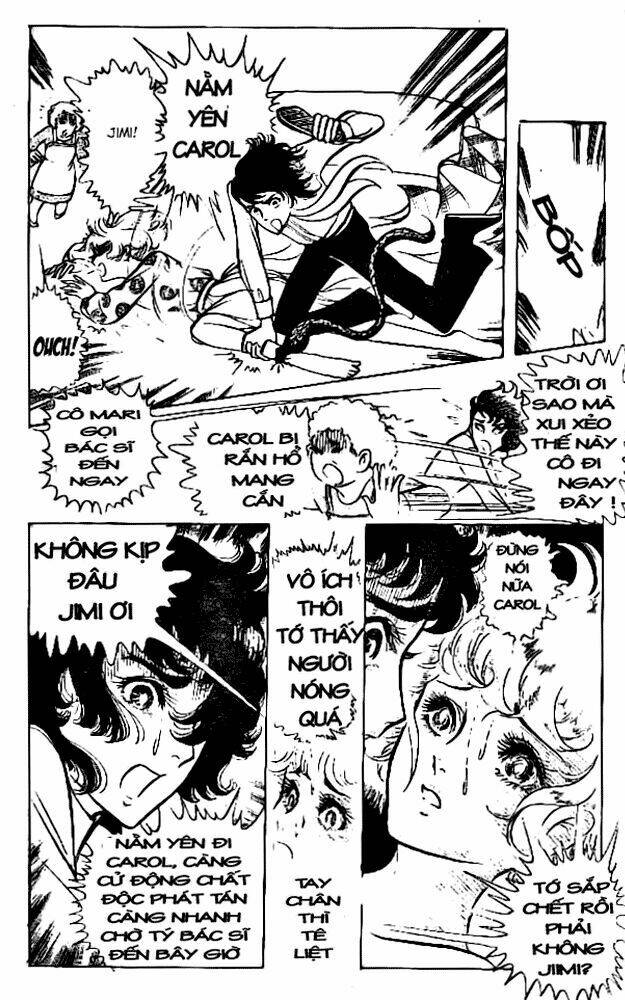 NẰM
YÊN
CAROL
JIMI!
BỐP
OUCH!
TRỜI ƠI
SAO MÀ
XUI XẺO
THẾ NÀY
CÔ ĐI
NGAY
ĐÂY !
CÔ MARI
GỌI
BÁC SĨ
ĐẾN
NGAY
CAROL BỊ
RẮN HỔ
MANG
CẮN
KHÔNG KỊP
ĐÂU
JIMI ƠI
NẰM YÊN ĐI
CAROL, CÀNG
CỬ ĐỘNG CHẤT
ĐỘC PHÁT TÁN
CÀNG NHANH
CHỜ TÝ BÁC SĨ
ĐẾN BÂY GIỜ
VÔ ÍCH
THÔI
TỚ THẤY
NGƯỜI
NÓNG
QUÁ
TAY
CHÂN
THÌ
TÊ
LIỆT
ĐỪNG
NÓI
NỮA
CAROL
TỚ SẮP
CHẾT RỒI
PHẢI
KHÔNG
JIIMI?